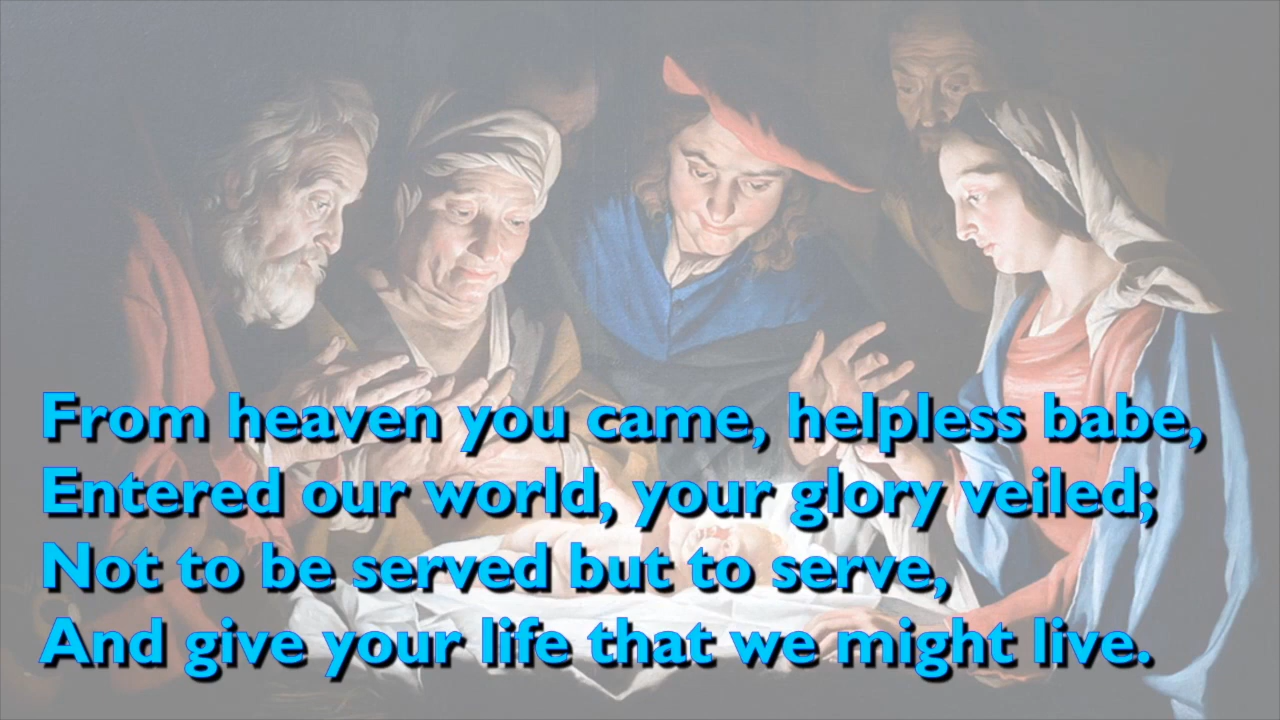 From heaven you came, helpless babe,
Entered our world, your glory veiled;
Not to be served but to serve,
And give your life that we might live.